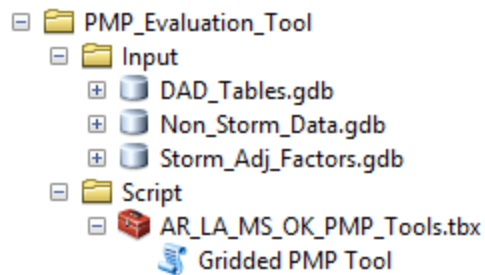 PMP_Evaluation_Tool
Input
DAD_Tables.gdb
Non_Storm_Data.gdb
Storm_Adj_Factors.gdb
Script
AR_LA_MS_OK_PMP_Tools.tbx
Gridded PMP Tool